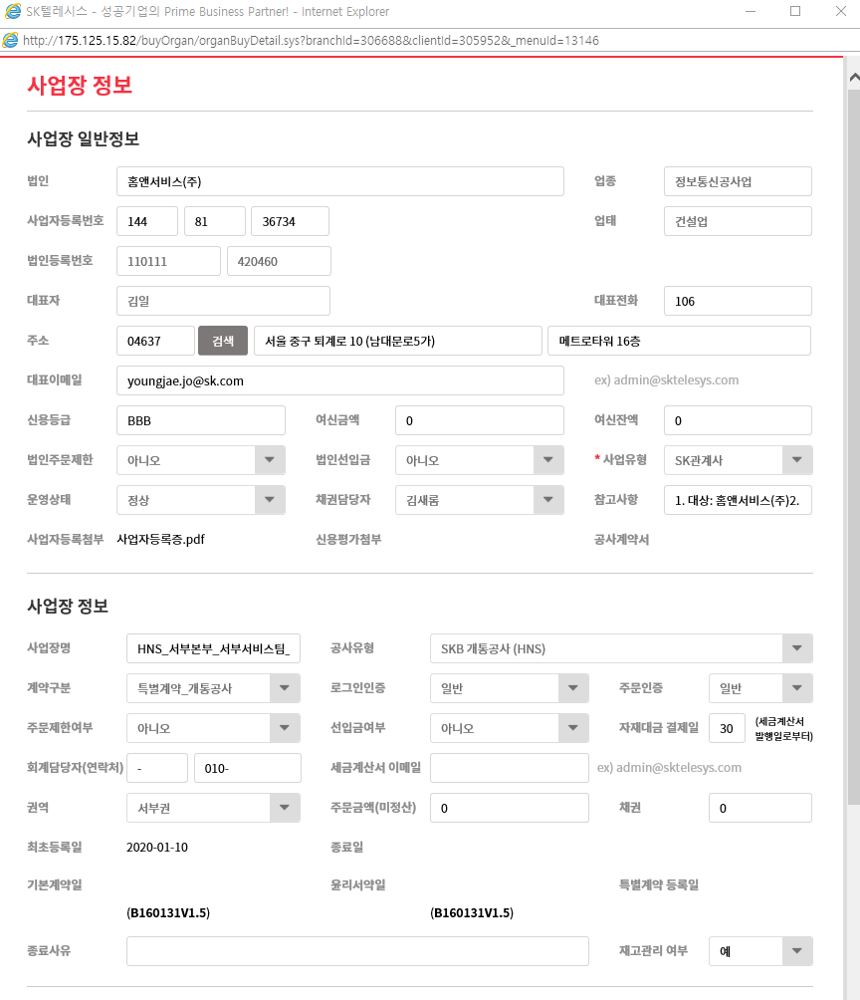 SK텔레시스 - 성공기업의 Prime Business Partner! - Internet Explorer
http://175.125.15.82/buyOrgan/organBuyDetail.sys?branchId=306688&clientId=305952&_menuId=13146
사업장 정보
사업장 일반정보
법인 홈앤서비스(주) 업종 정보통신공사업
사업자등록번호 144 81 36734 업태 건설업
법인등록번호 110111 420460
대표자 김일 대표전화 106
주소 04637 검색 서울 중구 퇴계로 10 (남대문로5가) 메트로타워 16층
대표이메일 youngjae.jo@sk.com ex) admin@sktelesys.com
신용등급 BBB 여신금액 0 여신잔액 0
법인주문제한 아니오 법인선입금 아니오 * 사업유형 SK관계사
운영상태 정상 채권담당자 김새롬 참고사항 1. 대상: 홈앤서비스(주)2.
사업자등록첨부 사업자등록증.pdf 신용평가첨부 공사계약서
사업장 정보
사업장명 HNS_서부본부_서부서비스팀_ 공사유형 SKB 개통공사 (HNS)
계약구분 특별계약_개통공사 로그인인증 일반 주문인증 일반
주문제한여부 아니오 선입금여부 아니오 자재대금 결제일 30 (세금계산서
발행일로부터)
회계담당자(연락처) - 010- 세금계산서 이메일 ex) admin@sktelesys.com
권역 서부권 주문금액(미정산) 0 채권 0
최초등록일 2020-01-10 종료일
기본계약일 윤리서약일 특별계약 등록일
(B160131V1.5) (B160131V1.5)
종료사유 재고관리 여부 예